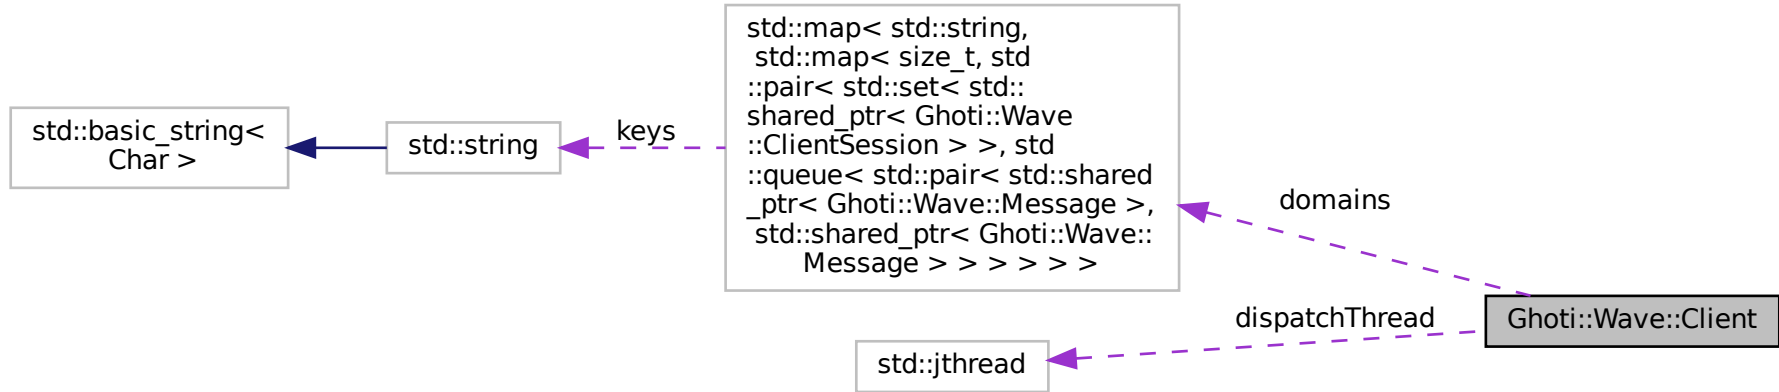 std::basic_string<
Char >
std::string
keys
std::map< std::string,
std::map< size_t, std
::pair< std::set< std::
shared_ptr< Ghoti::Wave
::ClientSession > >, std
::queue< std::pair< std::shared
_ptr< Ghoti::Wave::Message >,
std::shared_ptr< Ghoti::Wave::
Message > > > > > >
domains
dispatchThread
std::jthread
Ghoti::Wave::Client